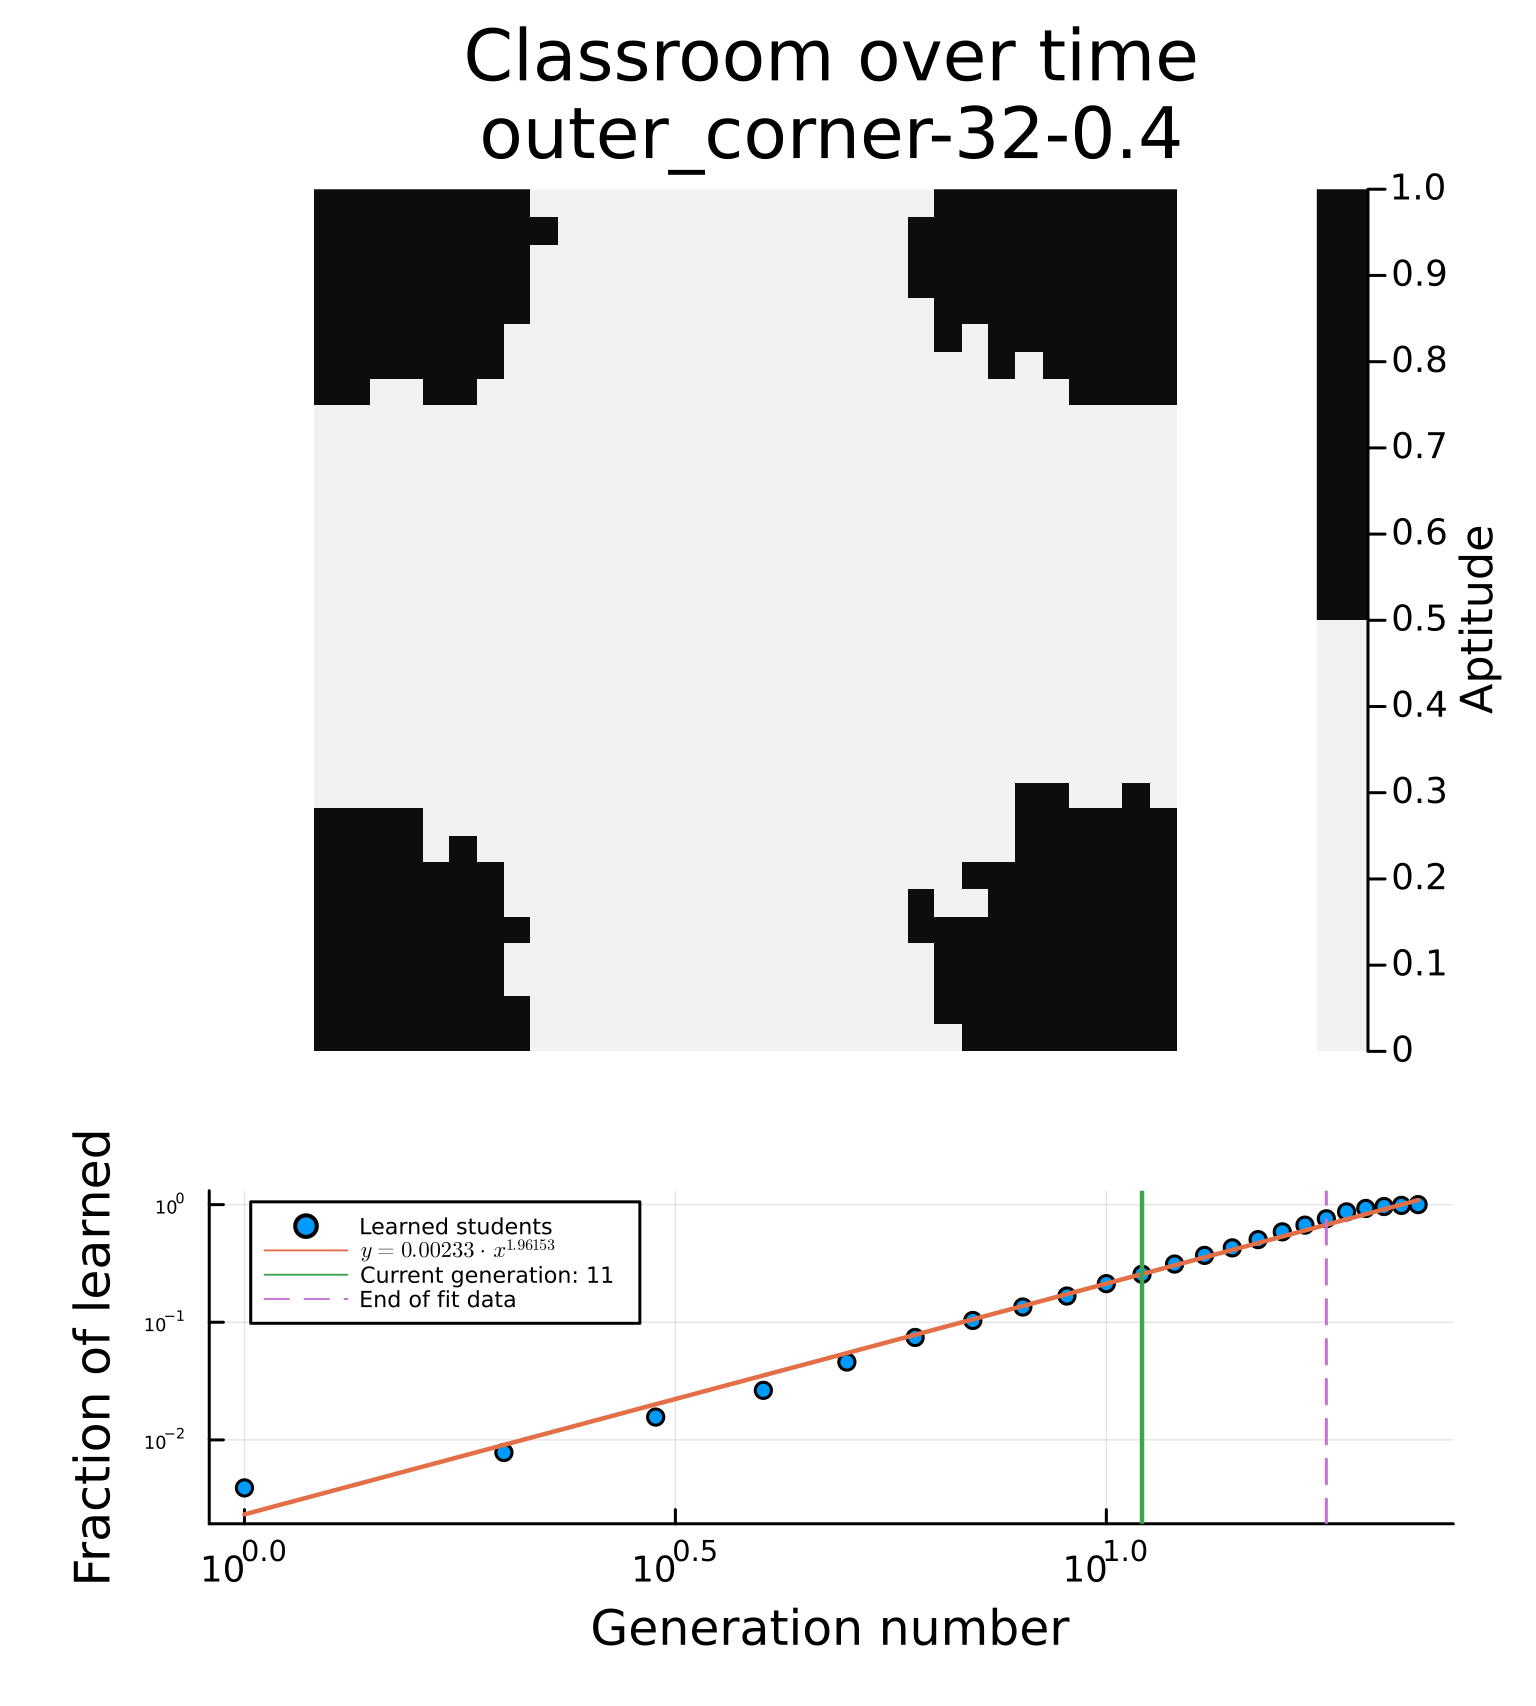 Classroom over time
outer_corner-32-0.4
1.0
0.9
0.8
0.7
0.6
0.5
0.4
0.3
0.2
0.1
0
Aptitude
Fraction of learned
10^0
10^−1
10^−2
Learned students
y = 0.00233 · x^1.96153
Current generation: 11
End of fit data
10^0.0
10^0.5
10^1.0
Generation number